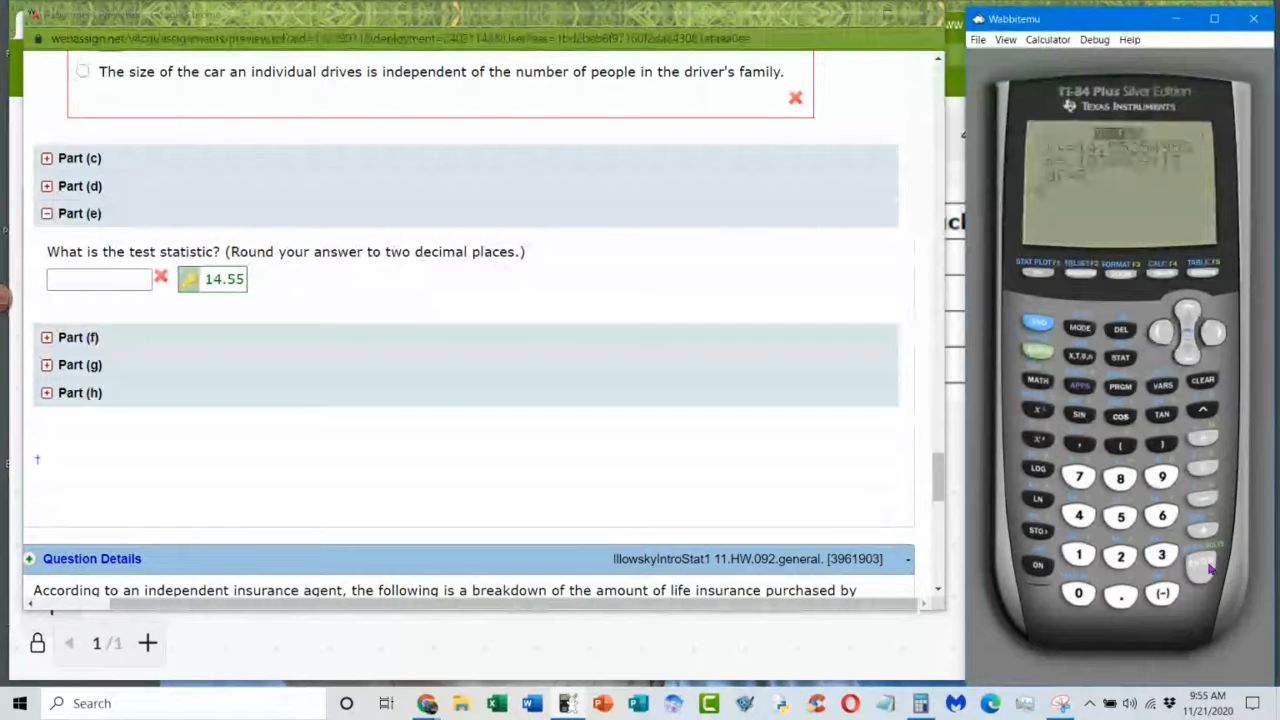 Wabbitemu
File View Calculator Debug Help
The size of the car an individual drives is independent of the number of people in the driver's family.
Part (c)
Part (d)
Part (e)
What is the test statistic? (Round your answer to two decimal places.)
14.55
Part (f)
Part (g)
Part (h)
†
Question Details
IllowskyIntroStat1 11.HW.092.general. [3961903]
According to an independent insurance agent, the following is a breakdown of the amount of life insurance purchased by
1 / 1
TI-84 Plus Silver Edition
TEXAS INSTRUMENTS
STAT PLOT F1 TBLSET F2 FORMAT F3 CALC F4 TABLE F5
MODE DEL
X,T,θ,n STAT
MATH APPS PRGM VARS CLEAR
SIN COS TAN ^
, ( )
LOG 7 8 9
LN 4 5 6
STO› 1 2 3
ON 0 . (-)
Search
9:55 AM
11/21/2020